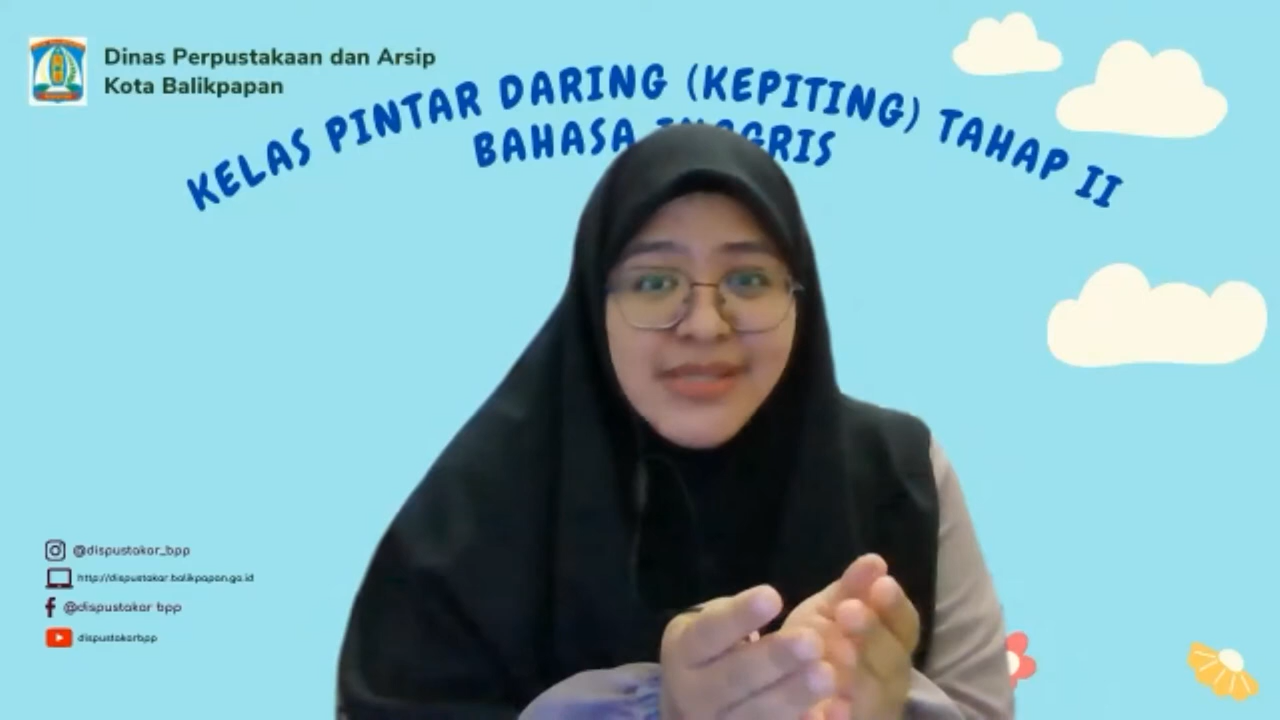 Dinas Perpustakaan dan Arsip
Kota Balikpapan
KELAS PINTAR DARING (KEPITING) TAHAP II
BAHASA INGGRIS
@dispustakar_bpp
http://dispustakar.balikpapan.go.id
@dispustakar bpp
dispustakarbpp